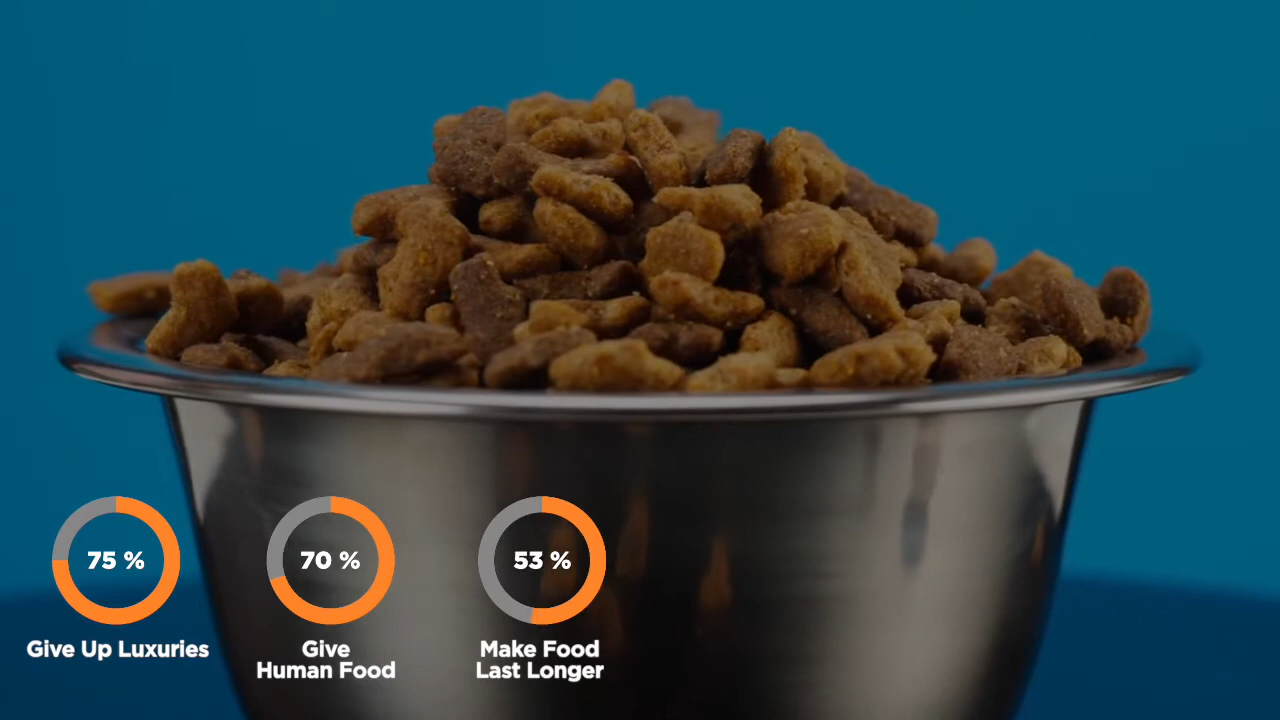 75 %
70 %
53 %
Give Up Luxuries
Give
Human Food
Make Food
Last Longer